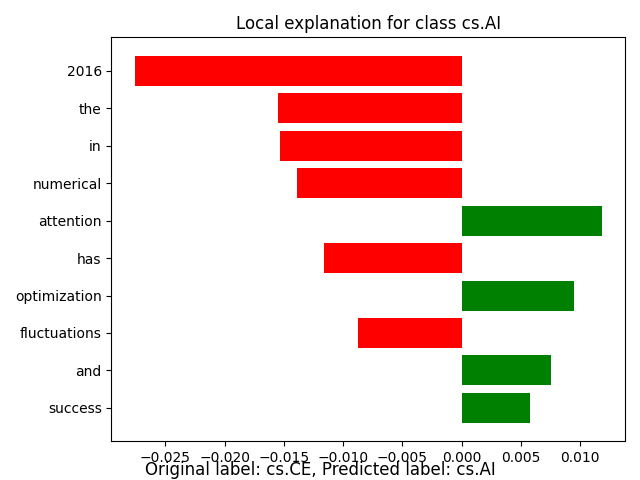 Local explanation for class cs.AI
2016
the
in
numerical
attention
has
optimization
fluctuations
and
success
−0.025 −0.020 −0.015 −0.010 −0.005 0.000 0.005 0.010
Original label: cs.CE, Predicted label: cs.AI